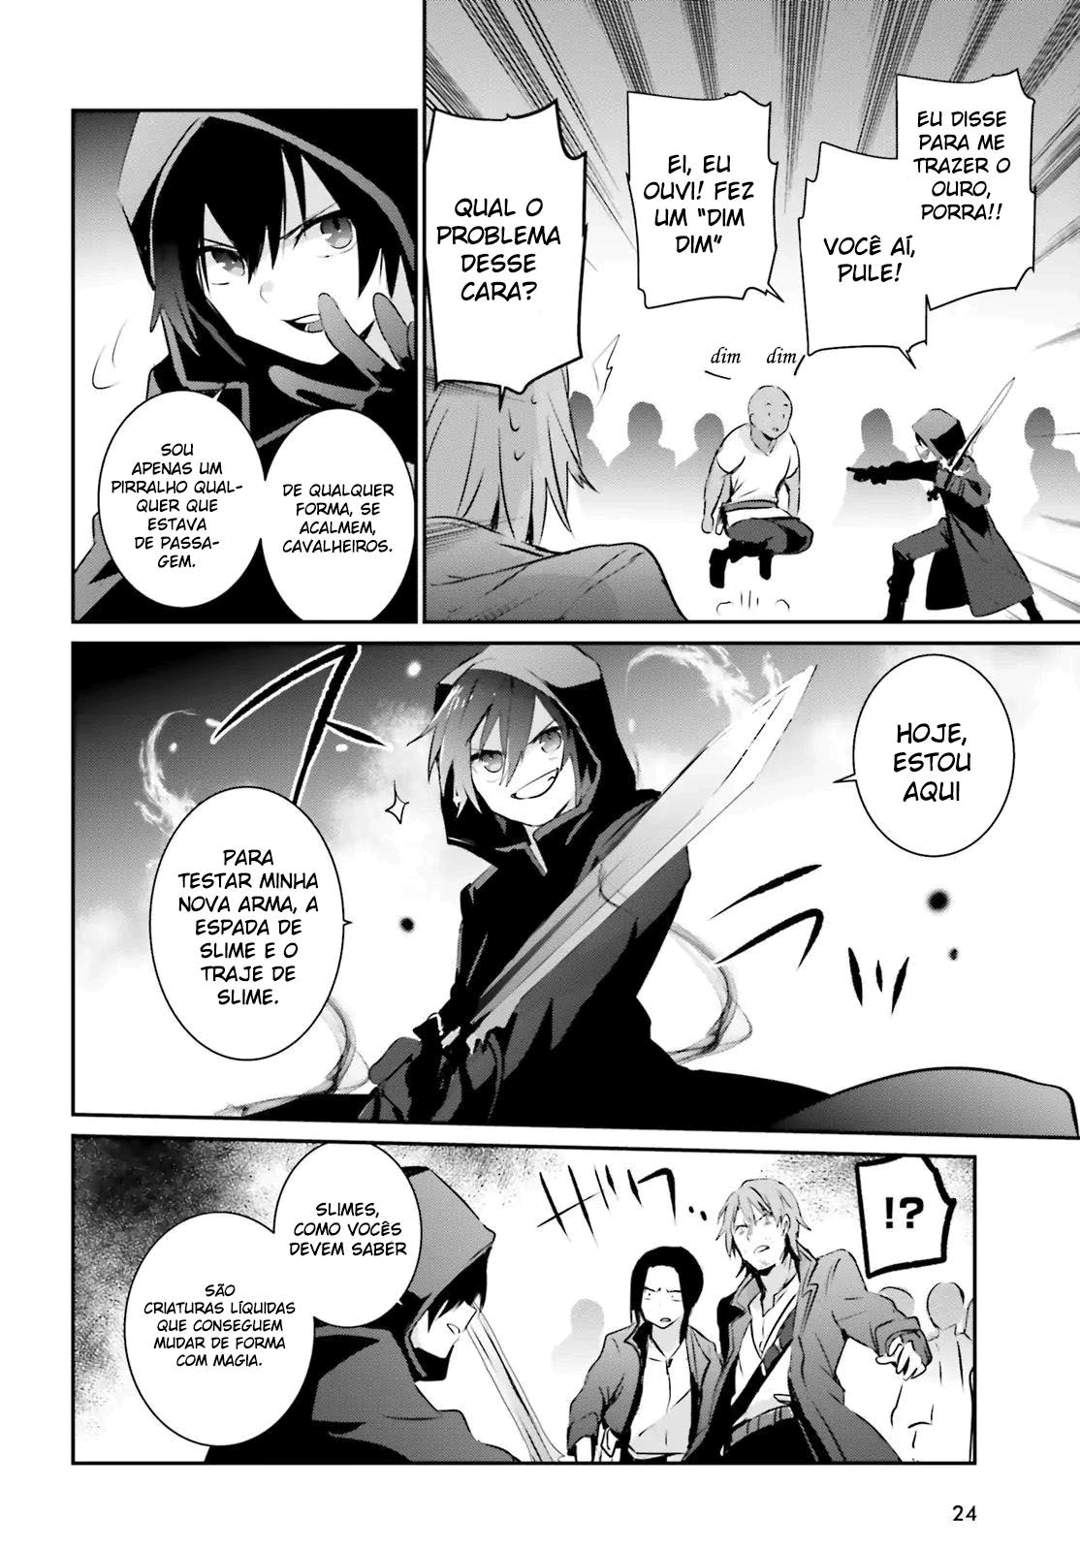 EU DISSE
PARA ME
TRAZER O
OURO,
PORRA!!
VOCÊ AÍ,
PULE!
EI, EU
OUVI! FEZ
UM "DIM
DIM"
dim dim
QUAL O
PROBLEMA
DESSE
CARA?
DE QUALQUER
FORMA, SE
ACALMEM,
CAVALHEIROS.
SOU
APENAS UM
PIRRALHO QUAL-
QUER QUE
ESTAVA
DE PASSA-
GEM.
HOJE,
ESTOU
AQUI
PARA
TESTAR MINHA
NOVA ARMA, A
ESPADA DE
SLIME E O
TRAJE DE
SLIME.
!?
SLIMES,
COMO VOCÊS
DEVEM SABER
SÃO
CRIATURAS LÍQUIDAS
QUE CONSEGUEM
MUDAR DE FORMA
COM MAGIA.
24